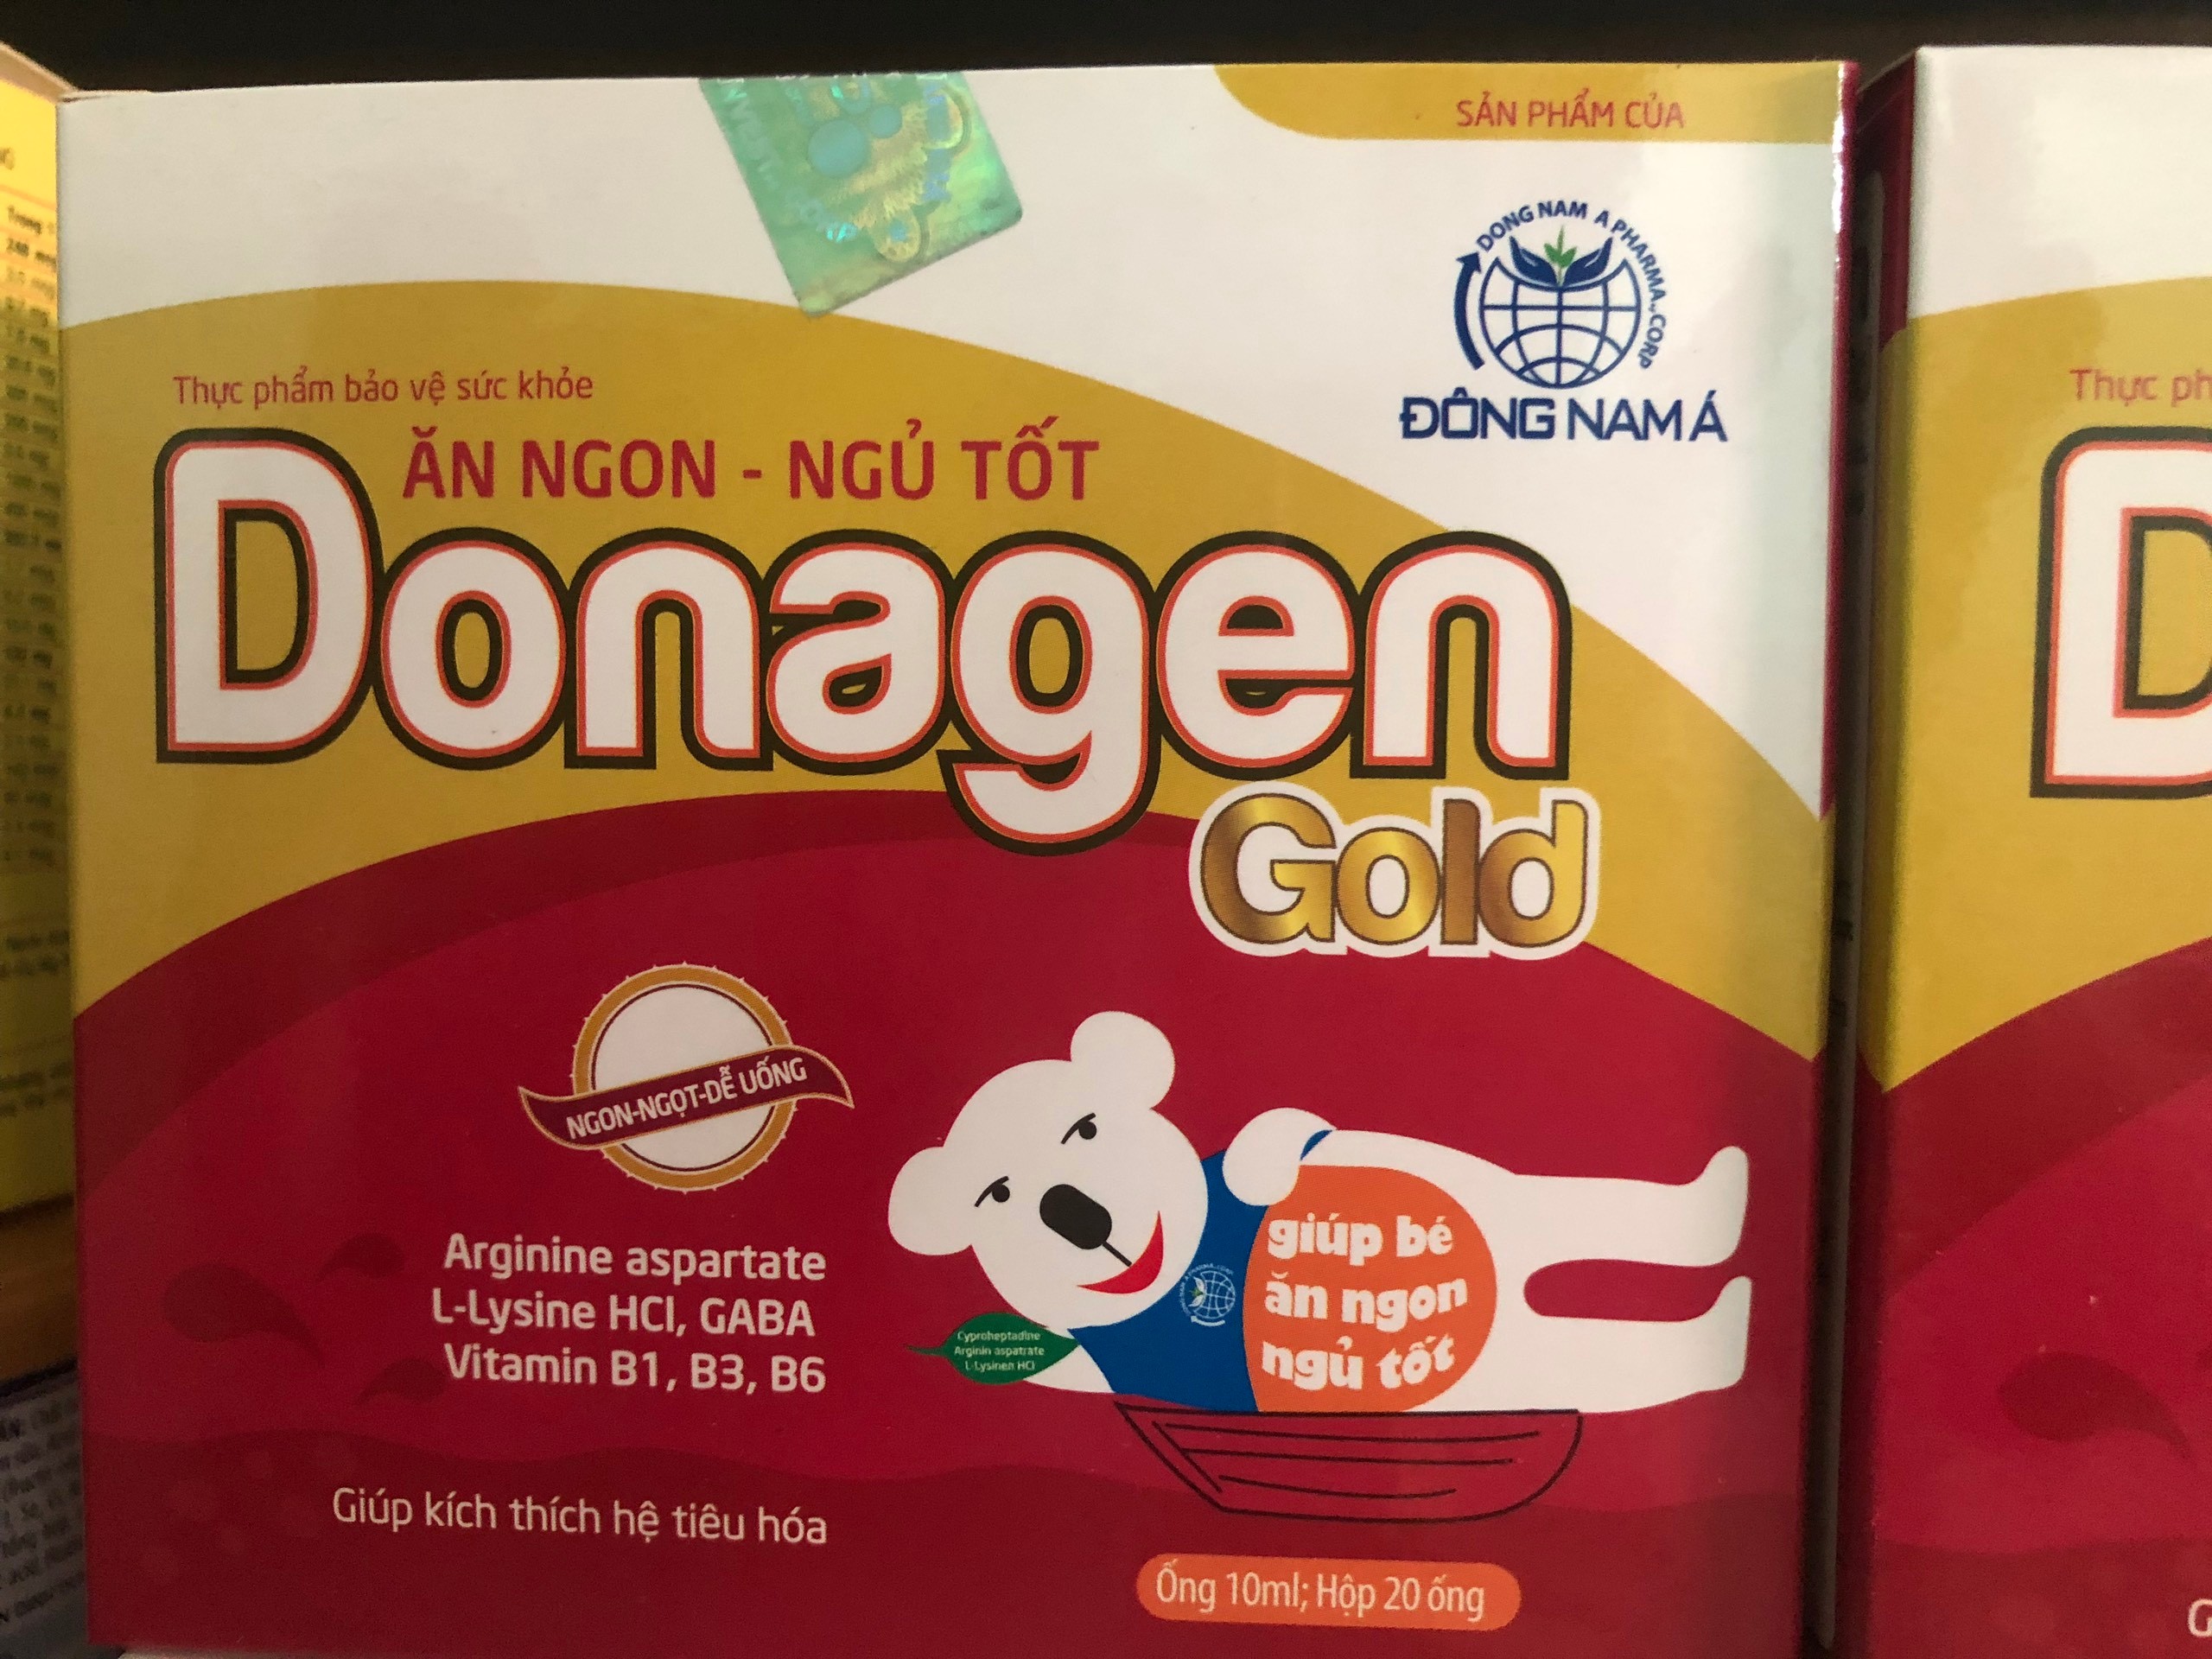 SẢN PHẨM CỦA
DONG NAM A PHARMA.,CORP
ĐÔNG NAM Á
Thực phẩm bảo vệ sức khỏe
ĂN NGON - NGỦ TỐT
Donagen
Gold
NGON-NGỌT-DỄ UỐNG
Arginine aspartate
L-Lysine HCl, GABA
Vitamin B1, B3, B6
Giúp kích thích hệ tiêu hóa
giúp bé
ăn ngon
ngủ tốt
Cyproheptadine
Arginin aspatrate
L-Lysinen HCl
Ống 10ml; Hộp 20 ống
Thực ph
D
G